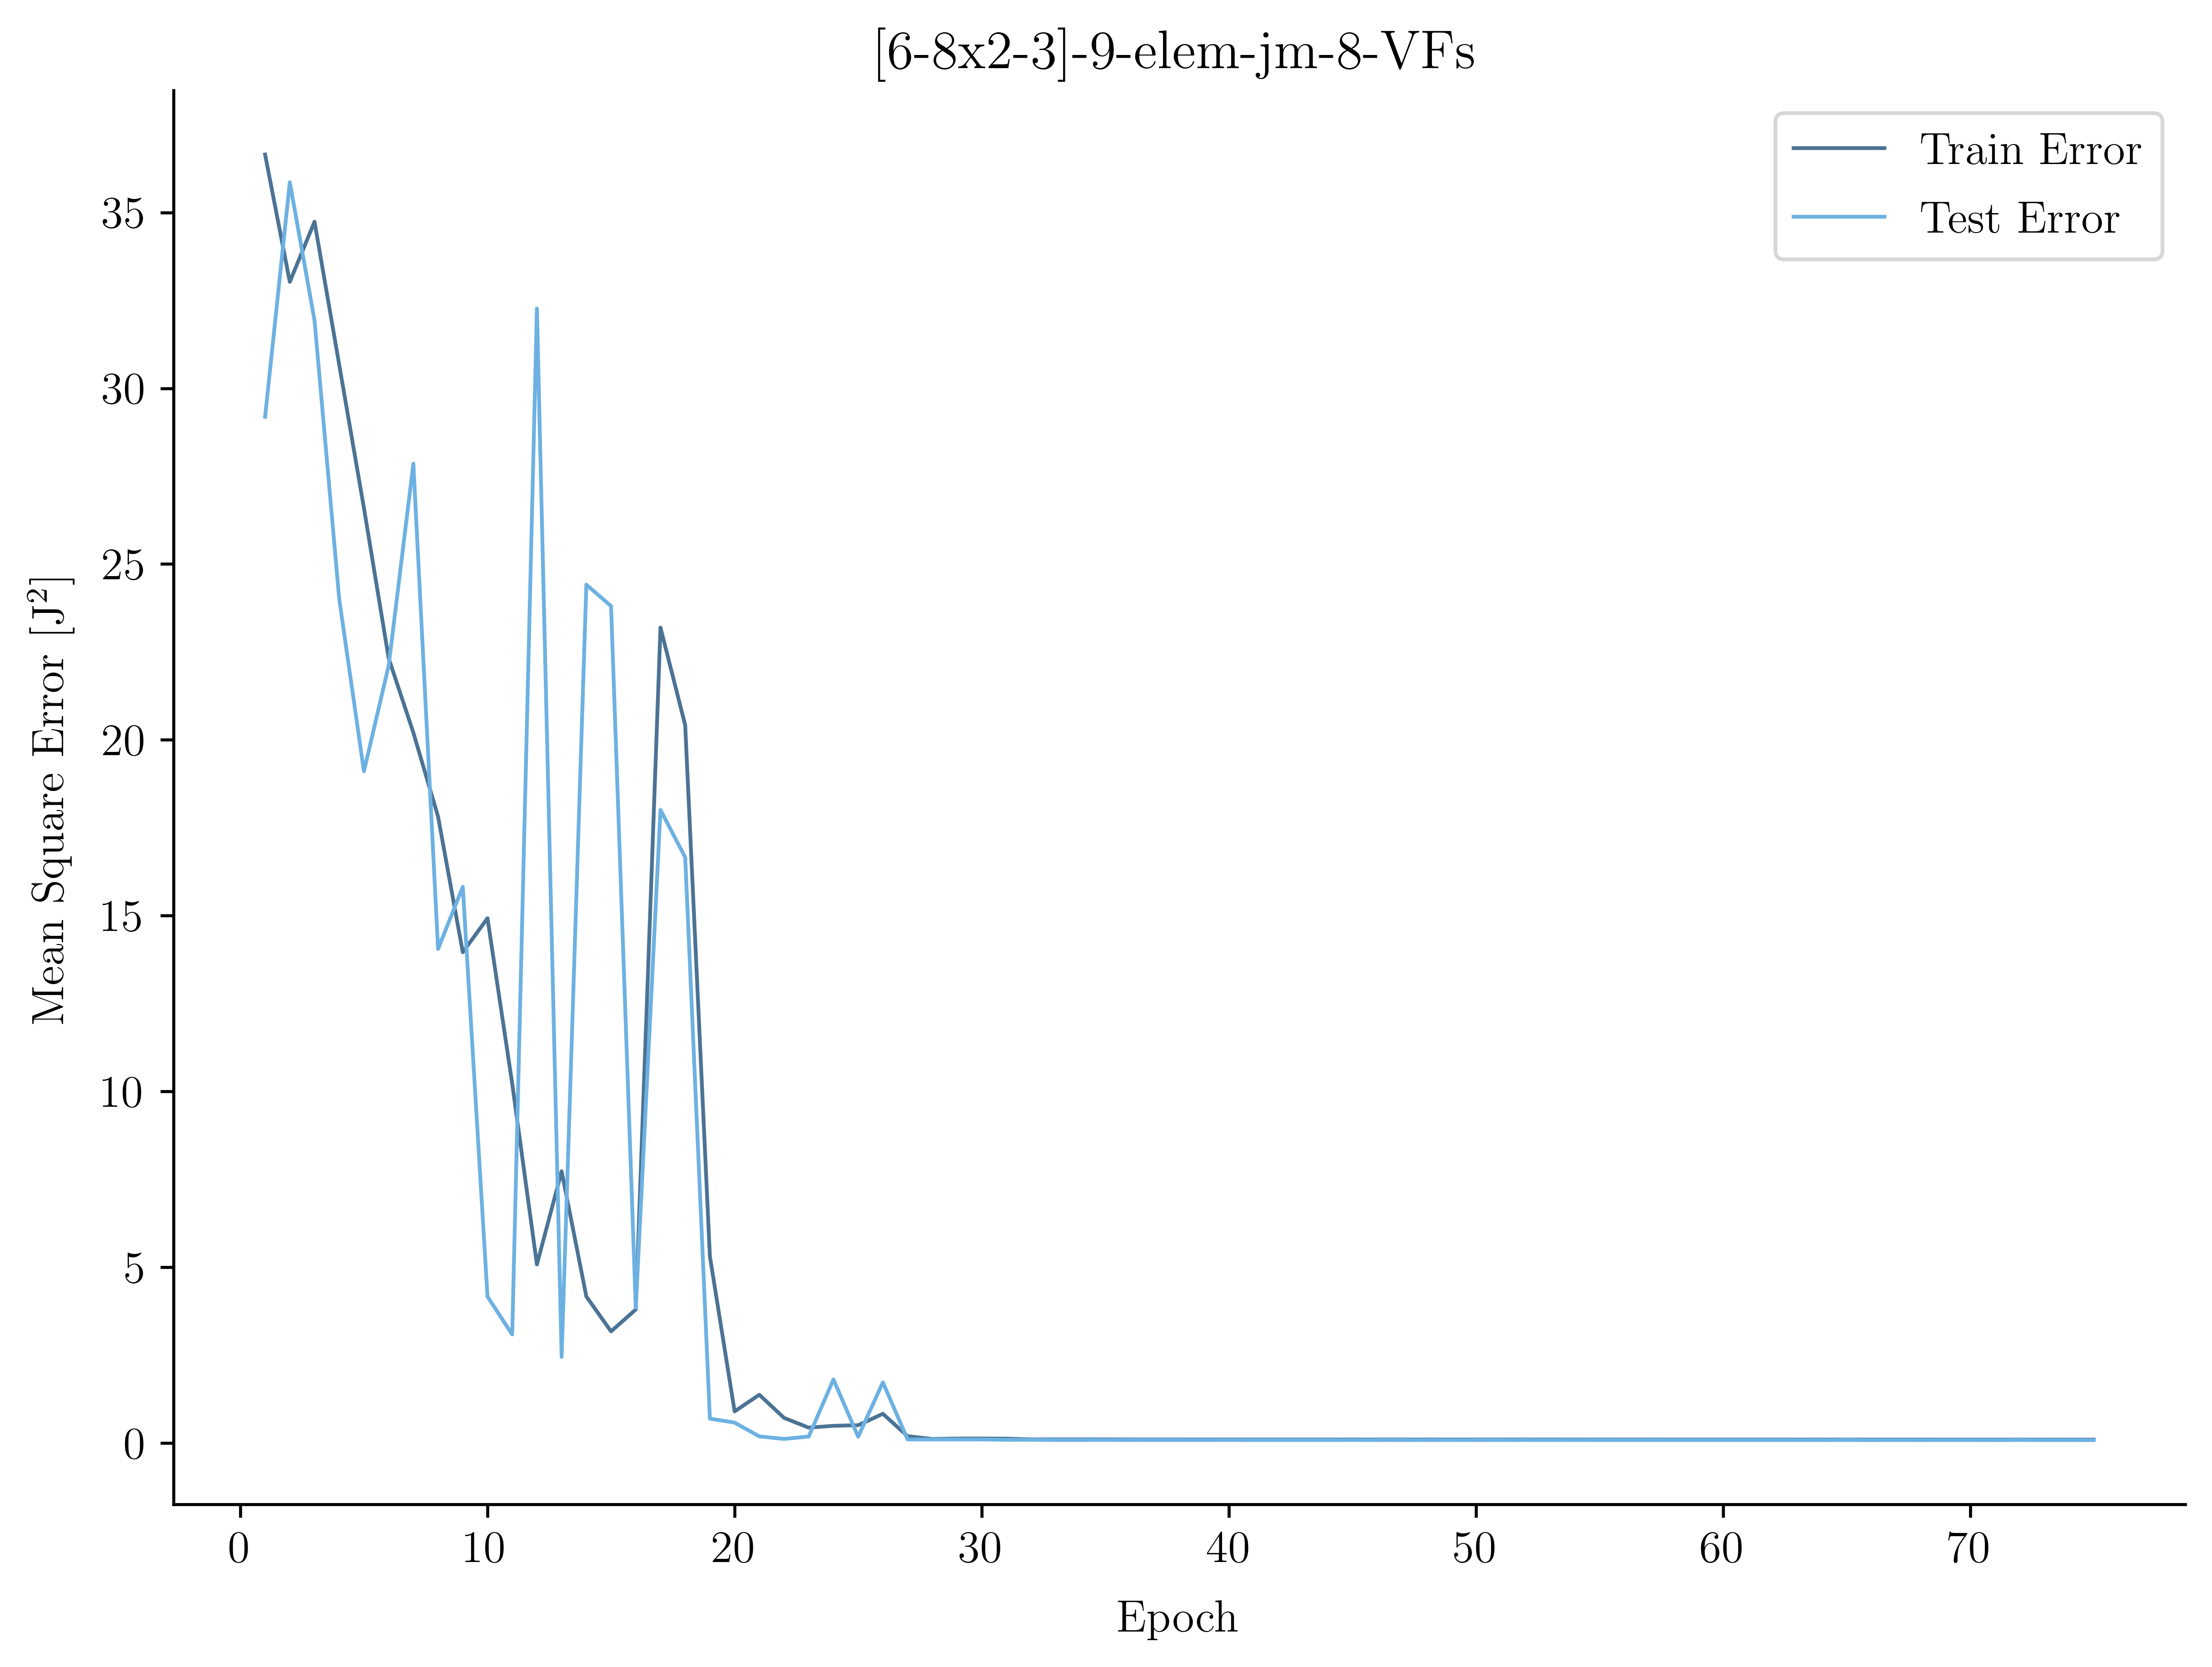 [6-8x2-3]-9-elem-jm-8-VFs
Train Error
Test Error
Mean Square Error [J²]
35
30
25
20
15
10
5
0
0 10 20 30 40 50 60 70
Epoch